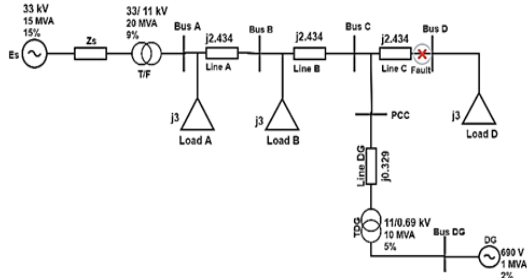 33 kV
15 MVA
15%
Es
Zs
33/ 11 kV
20 MVA
9%
T/F
Bus A
j2.434
Line A
Bus B
j2.434
Line B
Bus C
j2.434
Line C
Fault
Bus D
j3
Load A
j3
Load B
j3
Load D
PCC
Line DG
j0.329
TDG
11/0.69 kV
10 MVA
5%
Bus DG
DG
690 V
1 MVA
2%